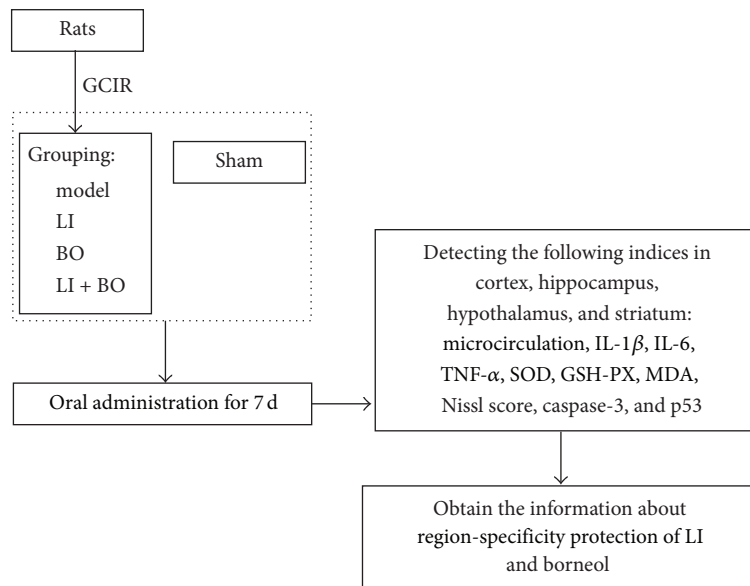 Rats
GCIR
Grouping:
model
LI
BO
LI + BO
Sham
Oral administration for 7 d
Detecting the following indices in
cortex, hippocampus,
hypothalamus, and striatum:
microcirculation, IL-1β, IL-6,
TNF-α, SOD, GSH-PX, MDA,
Nissl score, caspase-3, and p53
Obtain the information about
region-specificity protection of LI
and borneol